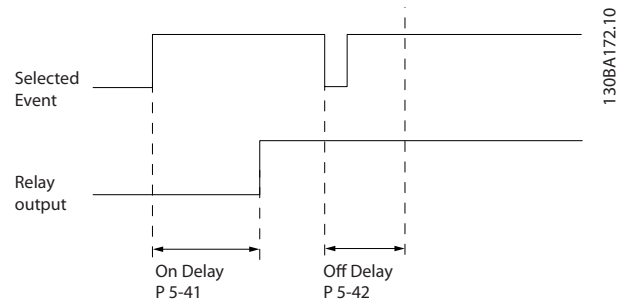 Selected
Event
Relay
output
On Delay
P 5-41
Off Delay
P 5-42
130BA172.10